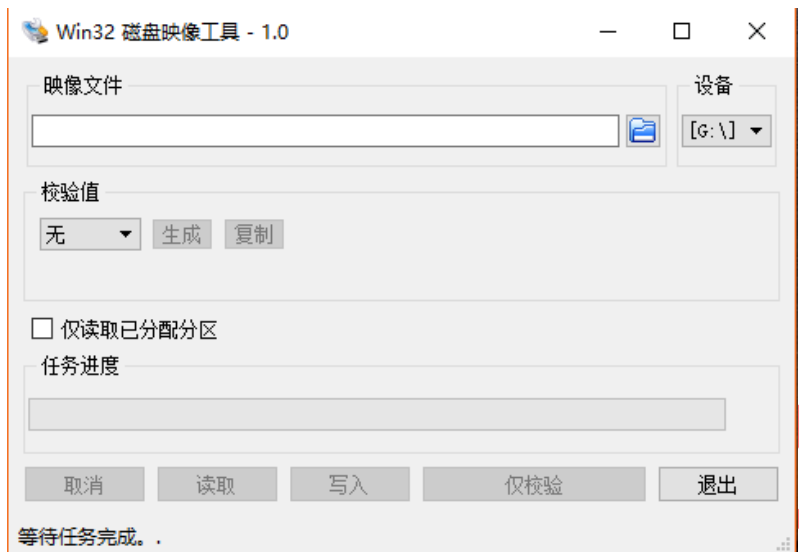 Win32 磁盘映像工具 - 1.0
映像文件
设备
[G:\]
校验值
无
生成
复制
仅读取已分配分区
任务进度
取消
读取
写入
仅校验
退出
等待任务完成。.